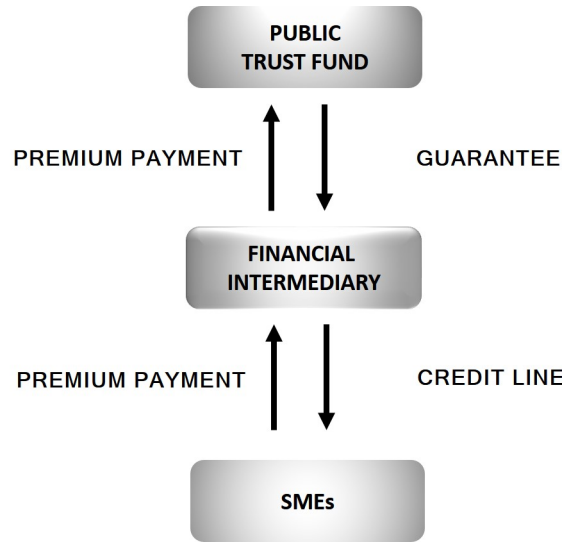 PUBLIC
TRUST FUND
PREMIUM PAYMENT
GUARANTEE
FINANCIAL
INTERMEDIARY
PREMIUM PAYMENT
CREDIT LINE
SMEs